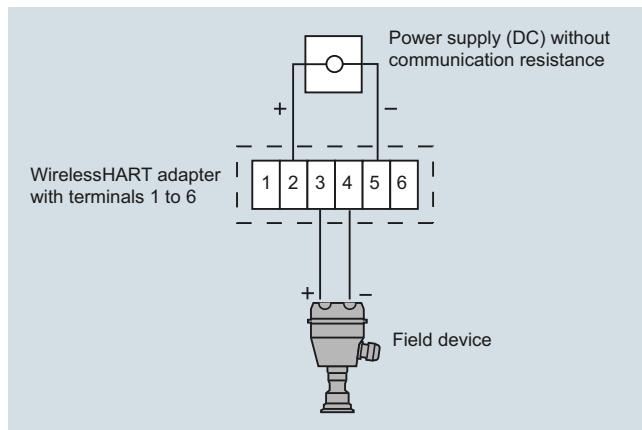 Power supply (DC) without
communication resistance
+ −
WirelessHART adapter
with terminals 1 to 6
1 2 3 4 5 6
+ −
Field device